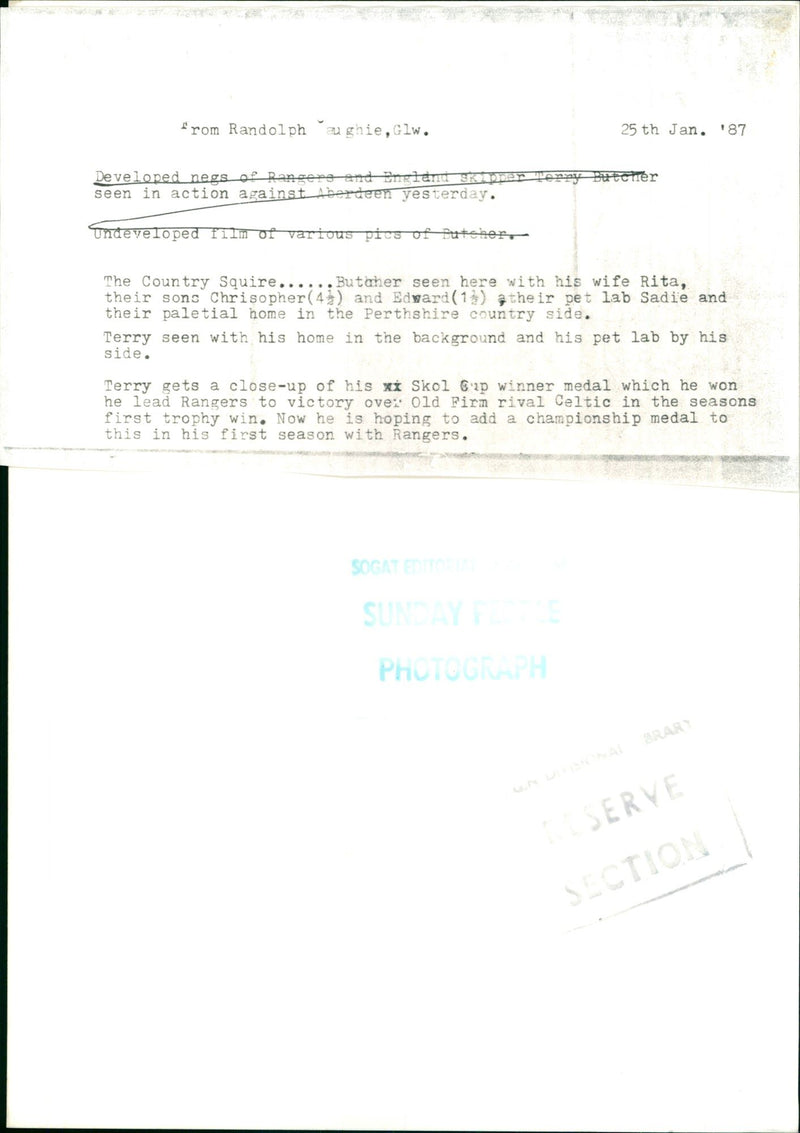 from Randolph Caughie,Glw. 25th Jan. '87
Developed negs of Rangers and England skipper Terry Butcher
seen in action against Aberdeen yesterday.
Undeveloped film of various pics of Butcher.
The Country Squire......Butcher seen here with his wife Rita,
their sons Chrisopher(4½) and Edward(1½) their pet lab Sadie and
their paletial home in the Perthshire country side.
Terry seen with his home in the background and his pet lab by his
side.
Terry gets a close-up of his xx Skol Cup winner medal which he won
he lead Rangers to victory over Old Firm rival Celtic in the seasons
first trophy win. Now he is hoping to add a championship medal to
this in his first season with Rangers.
SOGAT EDITORIAL
SUNDAY PEOPLE
PHOTOGRAPH
DIVISIONAL LIBRARY
RESERVE
SECTION